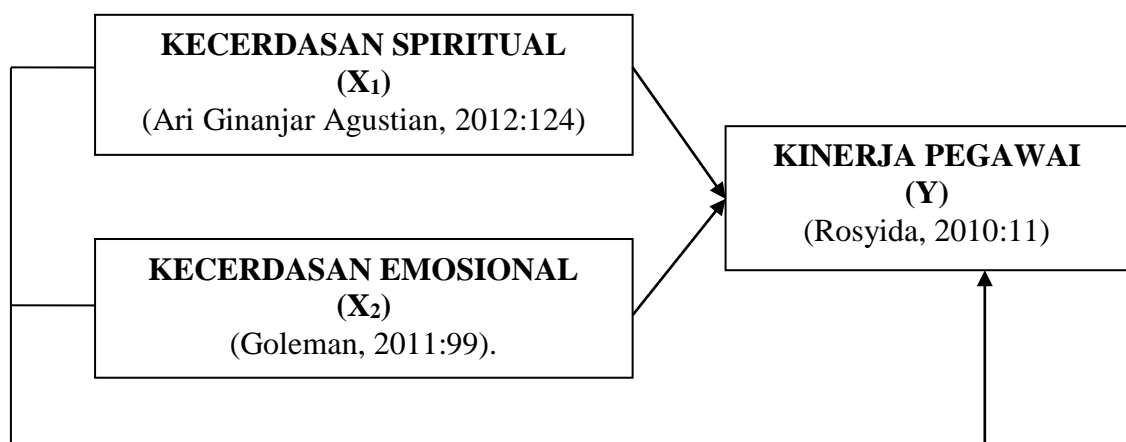 KECERDASAN SPIRITUAL
(X₁)
(Ari Ginanjar Agustian, 2012:124)
KINERJA PEGAWAI
(Y)
(Rosyida, 2010:11)
KECERDASAN EMOSIONAL
(X₂)
(Goleman, 2011:99).